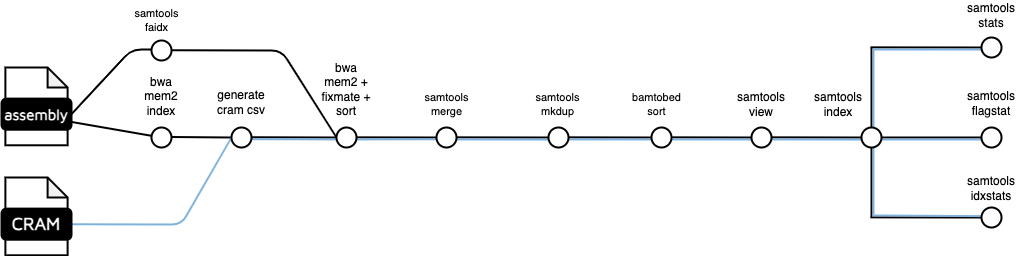 samtools
faidx
assembly
bwa
mem2
index
generate
cram csv
bwa
mem2 +
fixmate +
sort
samtools
merge
samtools
mkdup
bamtobed
sort
samtools
view
samtools
index
samtools
stats
samtools
flagstat
samtools
idxstats
CRAM